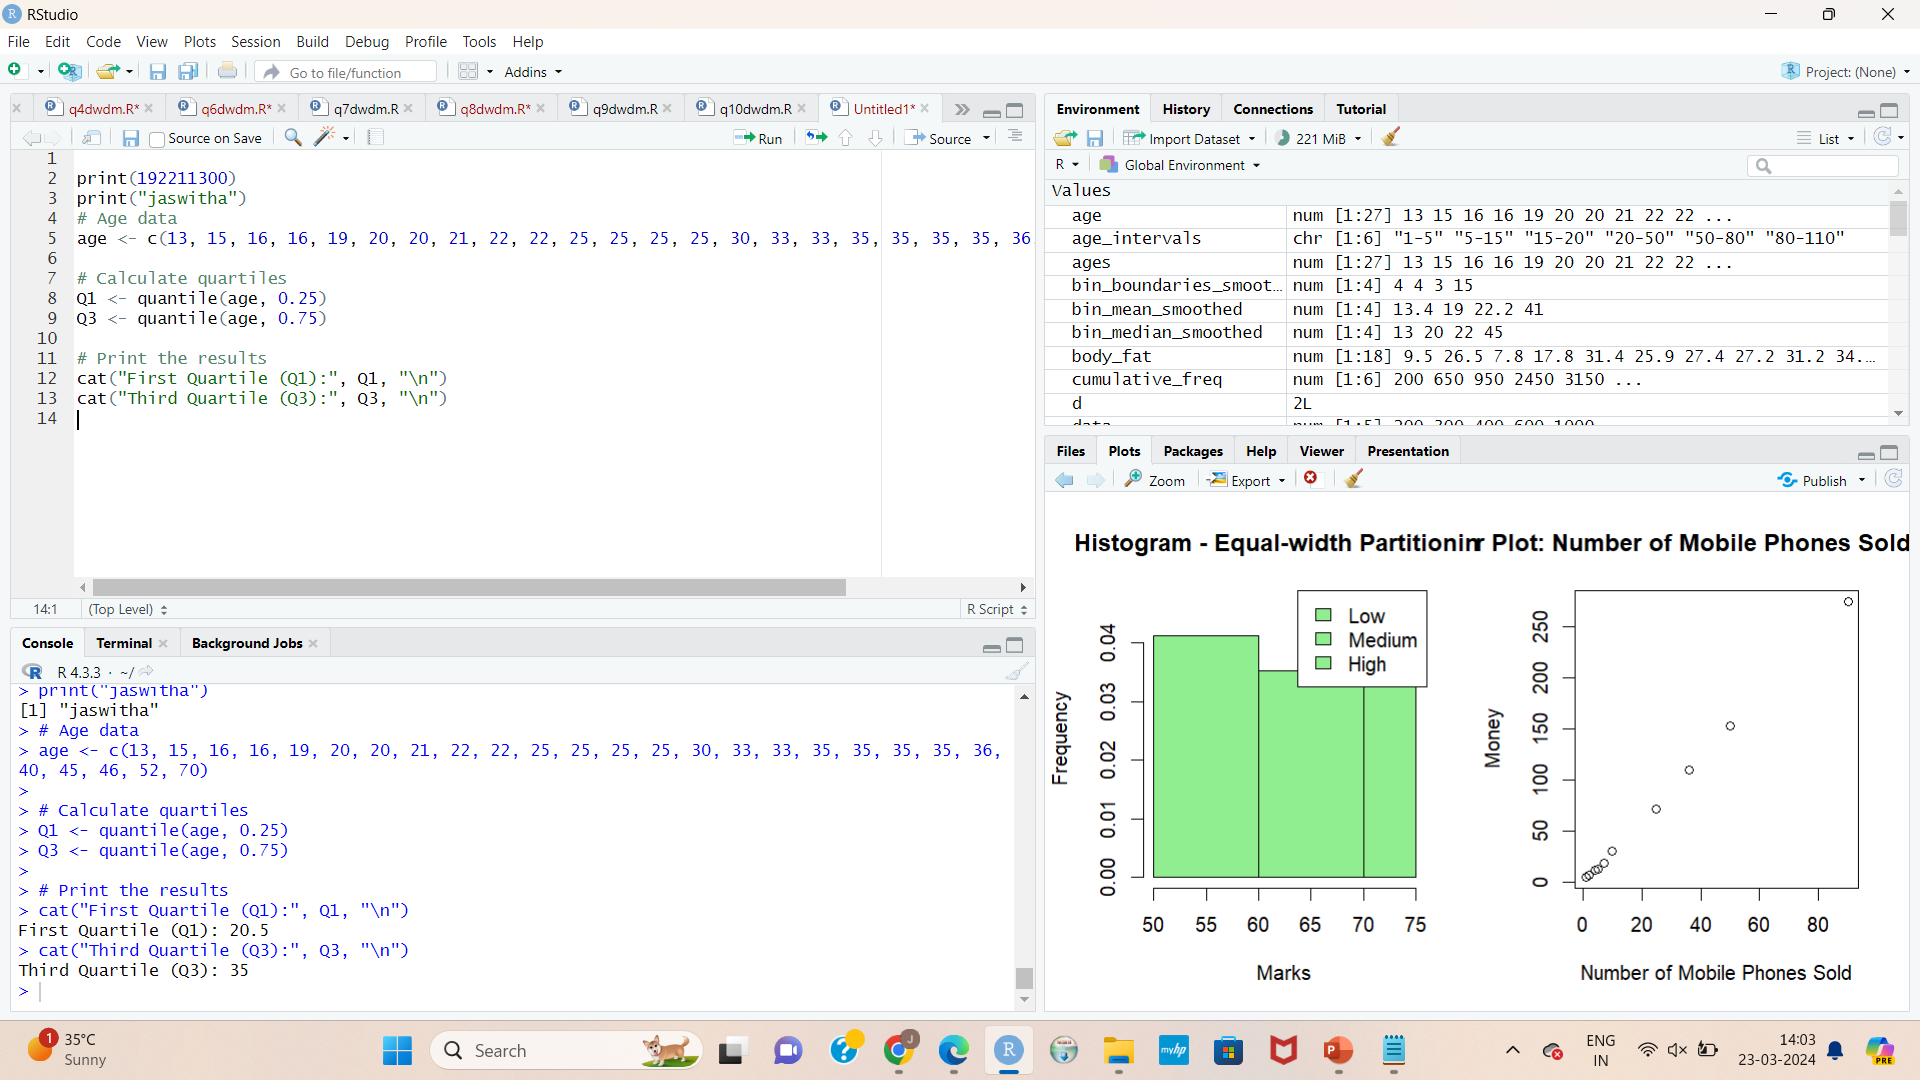 RStudio
File Edit Code View Plots Session Build Debug Profile Tools Help
Go to file/function Addins Project: (None)
q4dwdm.R* q6dwdm.R* q7dwdm.R q8dwdm.R* q9dwdm.R q10dwdm.R Untitled1*
Source on Save Run Source
1
2 print(192211300)
3 print("jaswitha")
4 # Age data
5 age <- c(13, 15, 16, 16, 19, 20, 20, 21, 22, 22, 25, 25, 25, 25, 30, 33, 33, 35, 35, 35, 35, 36
6
7 # Calculate quartiles
8 Q1 <- quantile(age, 0.25)
9 Q3 <- quantile(age, 0.75)
10
11 # Print the results
12 cat("First Quartile (Q1):", Q1, "\n")
13 cat("Third Quartile (Q3):", Q3, "\n")
14
14:1 (Top Level) R Script
Console Terminal Background Jobs
R 4.3.3 · ~/
> print("jaswitha")
[1] "jaswitha"
> # Age data
> age <- c(13, 15, 16, 16, 19, 20, 20, 21, 22, 22, 25, 25, 25, 25, 30, 33, 33, 35, 35, 35, 35, 36,
40, 45, 46, 52, 70)
>
> # Calculate quartiles
> Q1 <- quantile(age, 0.25)
> Q3 <- quantile(age, 0.75)
>
> # Print the results
> cat("First Quartile (Q1):", Q1, "\n")
First Quartile (Q1): 20.5
> cat("Third Quartile (Q3):", Q3, "\n")
Third Quartile (Q3): 35
>
Environment History Connections Tutorial
Import Dataset 221 MiB List
R Global Environment
Values
age num [1:27] 13 15 16 16 19 20 20 21 22 22 ...
age_intervals chr [1:6] "1-5" "5-15" "15-20" "20-50" "50-80" "80-110"
ages num [1:27] 13 15 16 16 19 20 20 21 22 22 ...
bin_boundaries_smoot... num [1:4] 4 4 3 15
bin_mean_smoothed num [1:4] 13.4 19 22.2 41
bin_median_smoothed num [1:4] 13 20 22 45
body_fat num [1:18] 9.5 26.5 7.8 17.8 31.4 25.9 27.4 27.2 31.2 34....
cumulative_freq num [1:6] 200 650 950 2450 3150 ...
d 2L
data num [1:5] 200 300 400 600 1000
Files Plots Packages Help Viewer Presentation
Zoom Export Publish
Histogram - Equal-width Partitionin
r Plot: Number of Mobile Phones Sold
Low
Medium
High
Frequency
0.00 0.01 0.02 0.03 0.04
50 55 60 65 70 75
Marks
Money
0 50 100 150 200 250
0 20 40 60 80
Number of Mobile Phones Sold
1
35°C
Sunny
Search
J
myhp
PRE
ENG
IN
14:03
23-03-2024